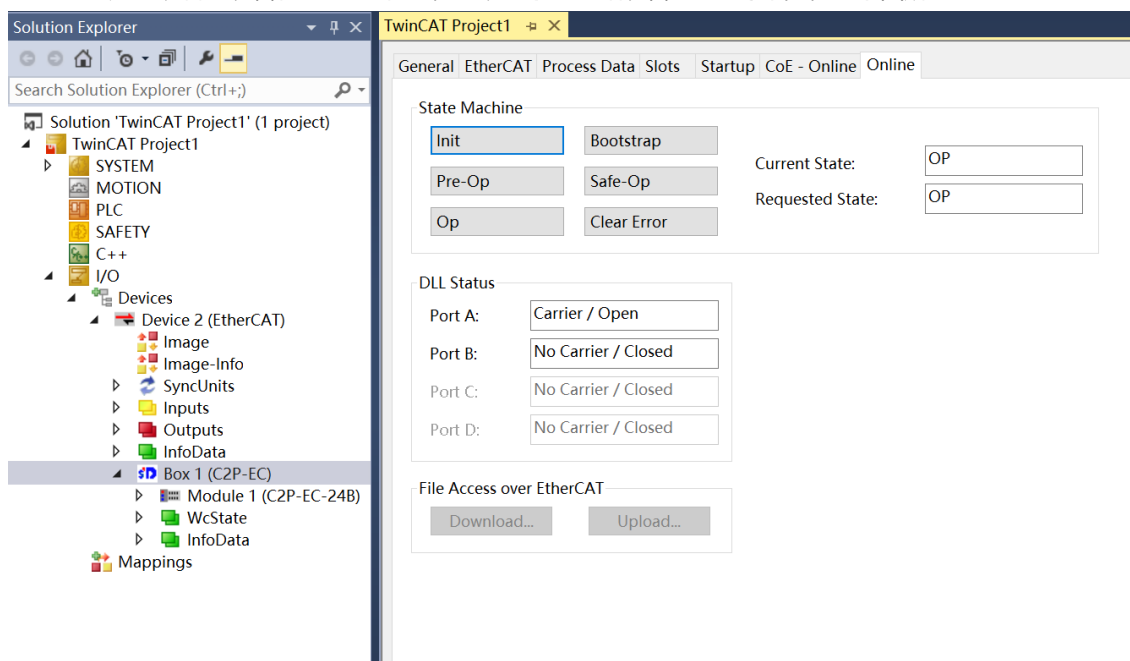 Solution Explorer
Search Solution Explorer (Ctrl+;)
Solution 'TwinCAT Project1' (1 project)
TwinCAT Project1
SYSTEM
MOTION
PLC
SAFETY
C++
I/O
Devices
Device 2 (EtherCAT)
Image
Image-Info
SyncUnits
Inputs
Outputs
InfoData
Box 1 (C2P-EC)
Module 1 (C2P-EC-24B)
WcState
InfoData
Mappings
TwinCAT Project1
General EtherCAT Process Data Slots Startup CoE - Online Online
State Machine
Init Bootstrap
Pre-Op Safe-Op
Op Clear Error
Current State: OP
Requested State: OP
DLL Status
Port A: Carrier / Open
Port B: No Carrier / Closed
Port C: No Carrier / Closed
Port D: No Carrier / Closed
File Access over EtherCAT
Download... Upload...